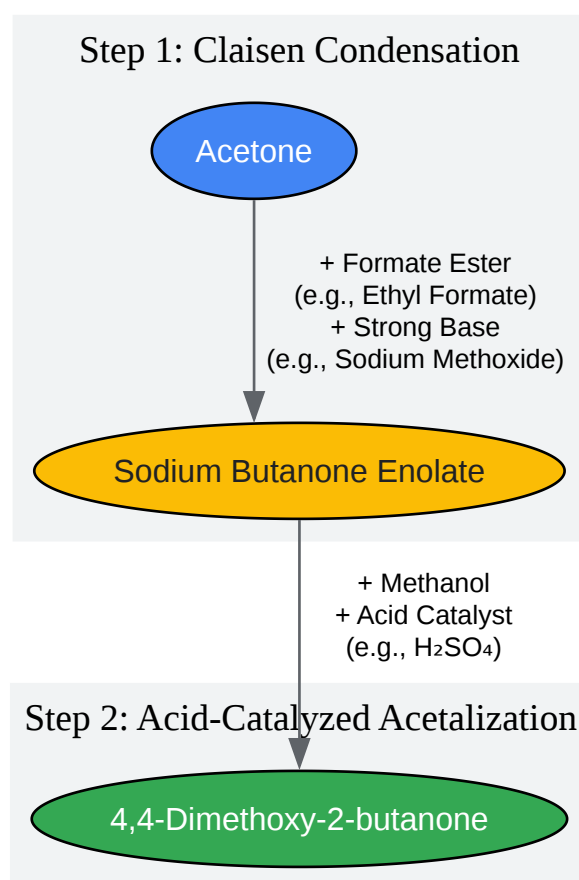 Step 1: Claisen Condensation
Acetone
+ Formate Ester
(e.g., Ethyl Formate)
+ Strong Base
(e.g., Sodium Methoxide)
Sodium Butanone Enolate
+ Methanol
+ Acid Catalyst
(e.g., H₂SO₄)
Step 2: Acid-Catalyzed Acetalization
4,4-Dimethoxy-2-butanone